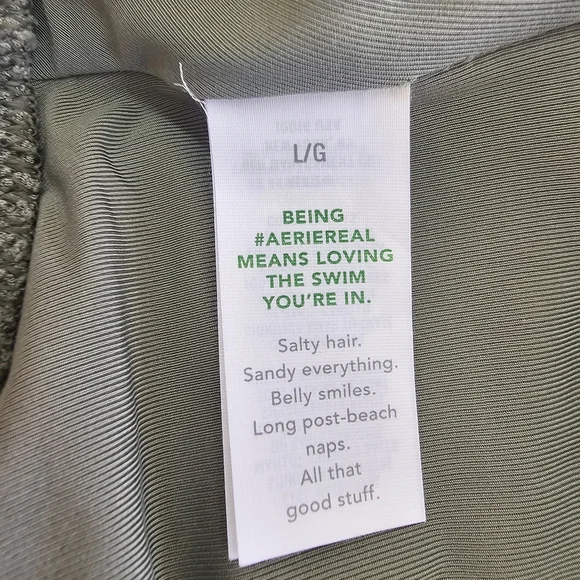 L/G
BEING
#AERIEREAL
MEANS LOVING
THE SWIM
YOU'RE IN.
Salty hair.
Sandy everything.
Belly smiles.
Long post-beach
naps.
All that
good stuff.